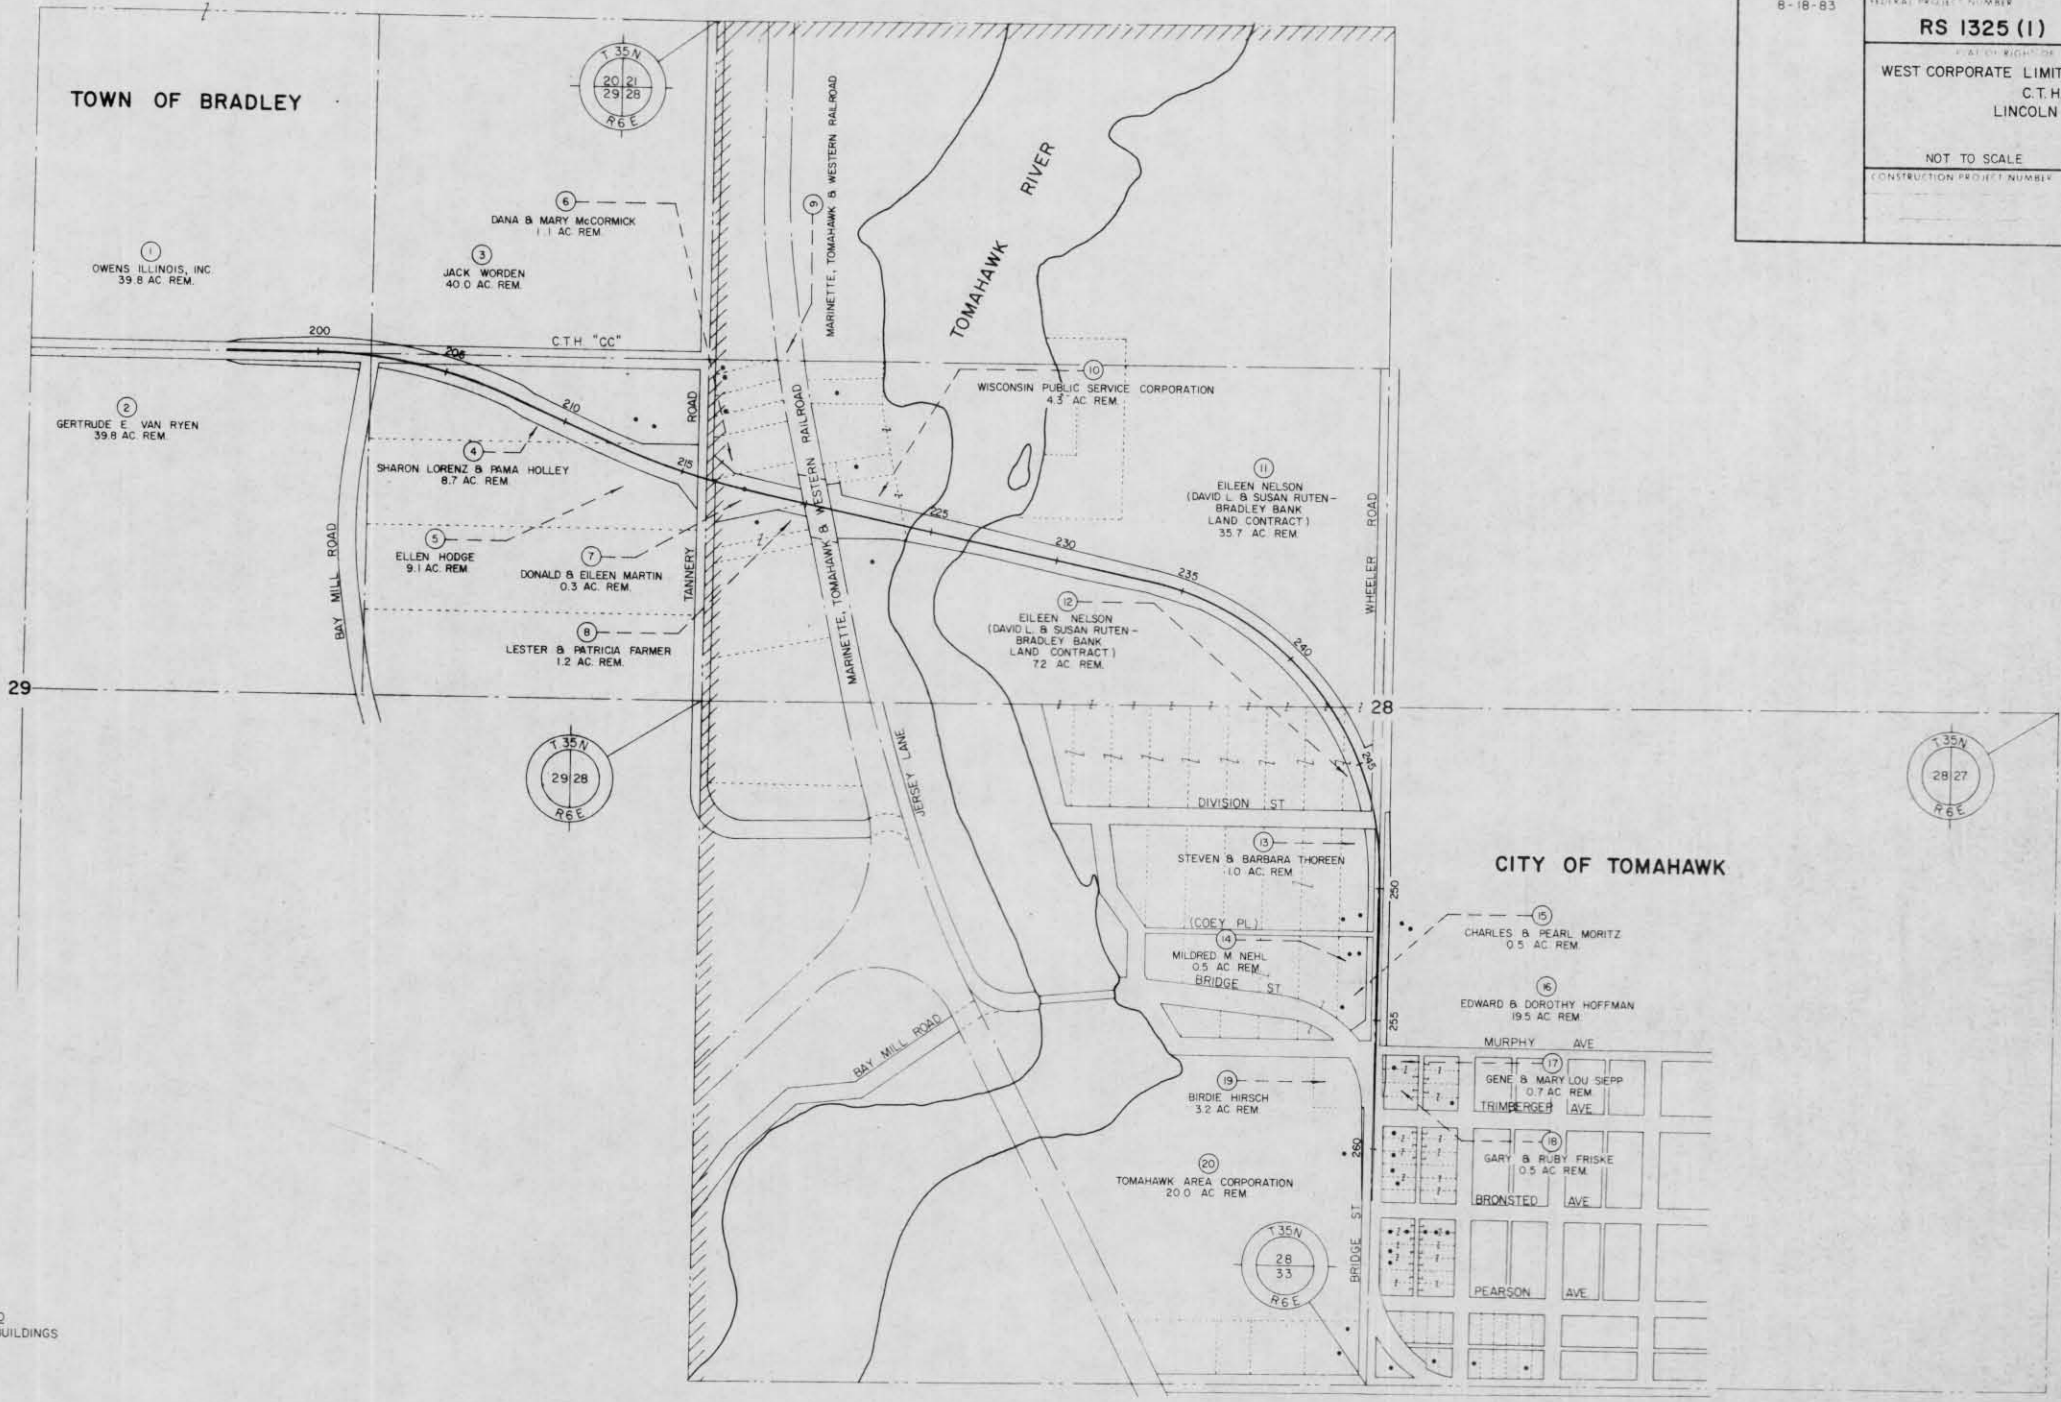 8-18-83
FEDERAL PROJECT NUMBER
RS 1325 (1)
WEST CORPORATE LIMIT
C.T.H
LINCOLN
NOT TO SCALE
CONSTRUCTION PROJECT NUMBER
TOWN OF BRADLEY
T 35N
20 21
29 28
R6E
MARINETTE, TOMAHAWK & WESTERN RAILROAD
TOMAHAWK RIVER
1
OWENS ILLINOIS, INC.
39.8 AC. REM.
6
DANA & MARY McCORMICK
1.1 AC. REM.
3
JACK WORDEN
40.0 AC. REM.
9
C.T.H. "CC"
200
205
210
215
225
230
235
240
245
250
255
260
2
GERTRUDE E. VAN RYEN
39.8 AC. REM.
4
SHARON LORENZ & PAMA HOLLEY
8.7 AC. REM.
5
ELLEN HODGE
9.1 AC. REM.
7
DONALD & EILEEN MARTIN
0.3 AC. REM.
8
LESTER & PATRICIA FARMER
1.2 AC. REM.
BAY MILL ROAD
TANNERY ROAD
MARINETTE, TOMAHAWK & WESTERN RAILROAD
10
WISCONSIN PUBLIC SERVICE CORPORATION
4.3 AC. REM.
11
EILEEN NELSON
(DAVID L. & SUSAN RUTEN-
BRADLEY BANK
LAND CONTRACT)
35.7 AC. REM.
12
EILEEN NELSON
(DAVID L. & SUSAN RUTEN-
BRADLEY BANK
LAND CONTRACT)
7.2 AC. REM.
WHEELER ROAD
29
28
T 35N
29 28
R6E
JERSEY LANE
DIVISION ST
T 35N
28 27
R6E
13
STEVEN & BARBARA THOREEN
1.0 AC. REM.
CITY OF TOMAHAWK
(COEY PL.)
14
MILDRED M. NEHL
0.5 AC. REM.
BRIDGE ST
15
CHARLES & PEARL MORITZ
0.5 AC. REM.
16
EDWARD & DOROTHY HOFFMAN
19.5 AC. REM.
BAY MILL ROAD
MURPHY AVE
17
GENE & MARY LOU SIEPP
0.7 AC. REM.
TRIMBERGER AVE
19
BIRDIE HIRSCH
3.2 AC. REM.
18
GARY & RUBY FRISKE
0.5 AC. REM.
BRONSTED AVE
20
TOMAHAWK AREA CORPORATION
20.0 AC. REM.
T 35N
28
33
R6E
BRIDGE ST
PEARSON AVE.
UILDINGS